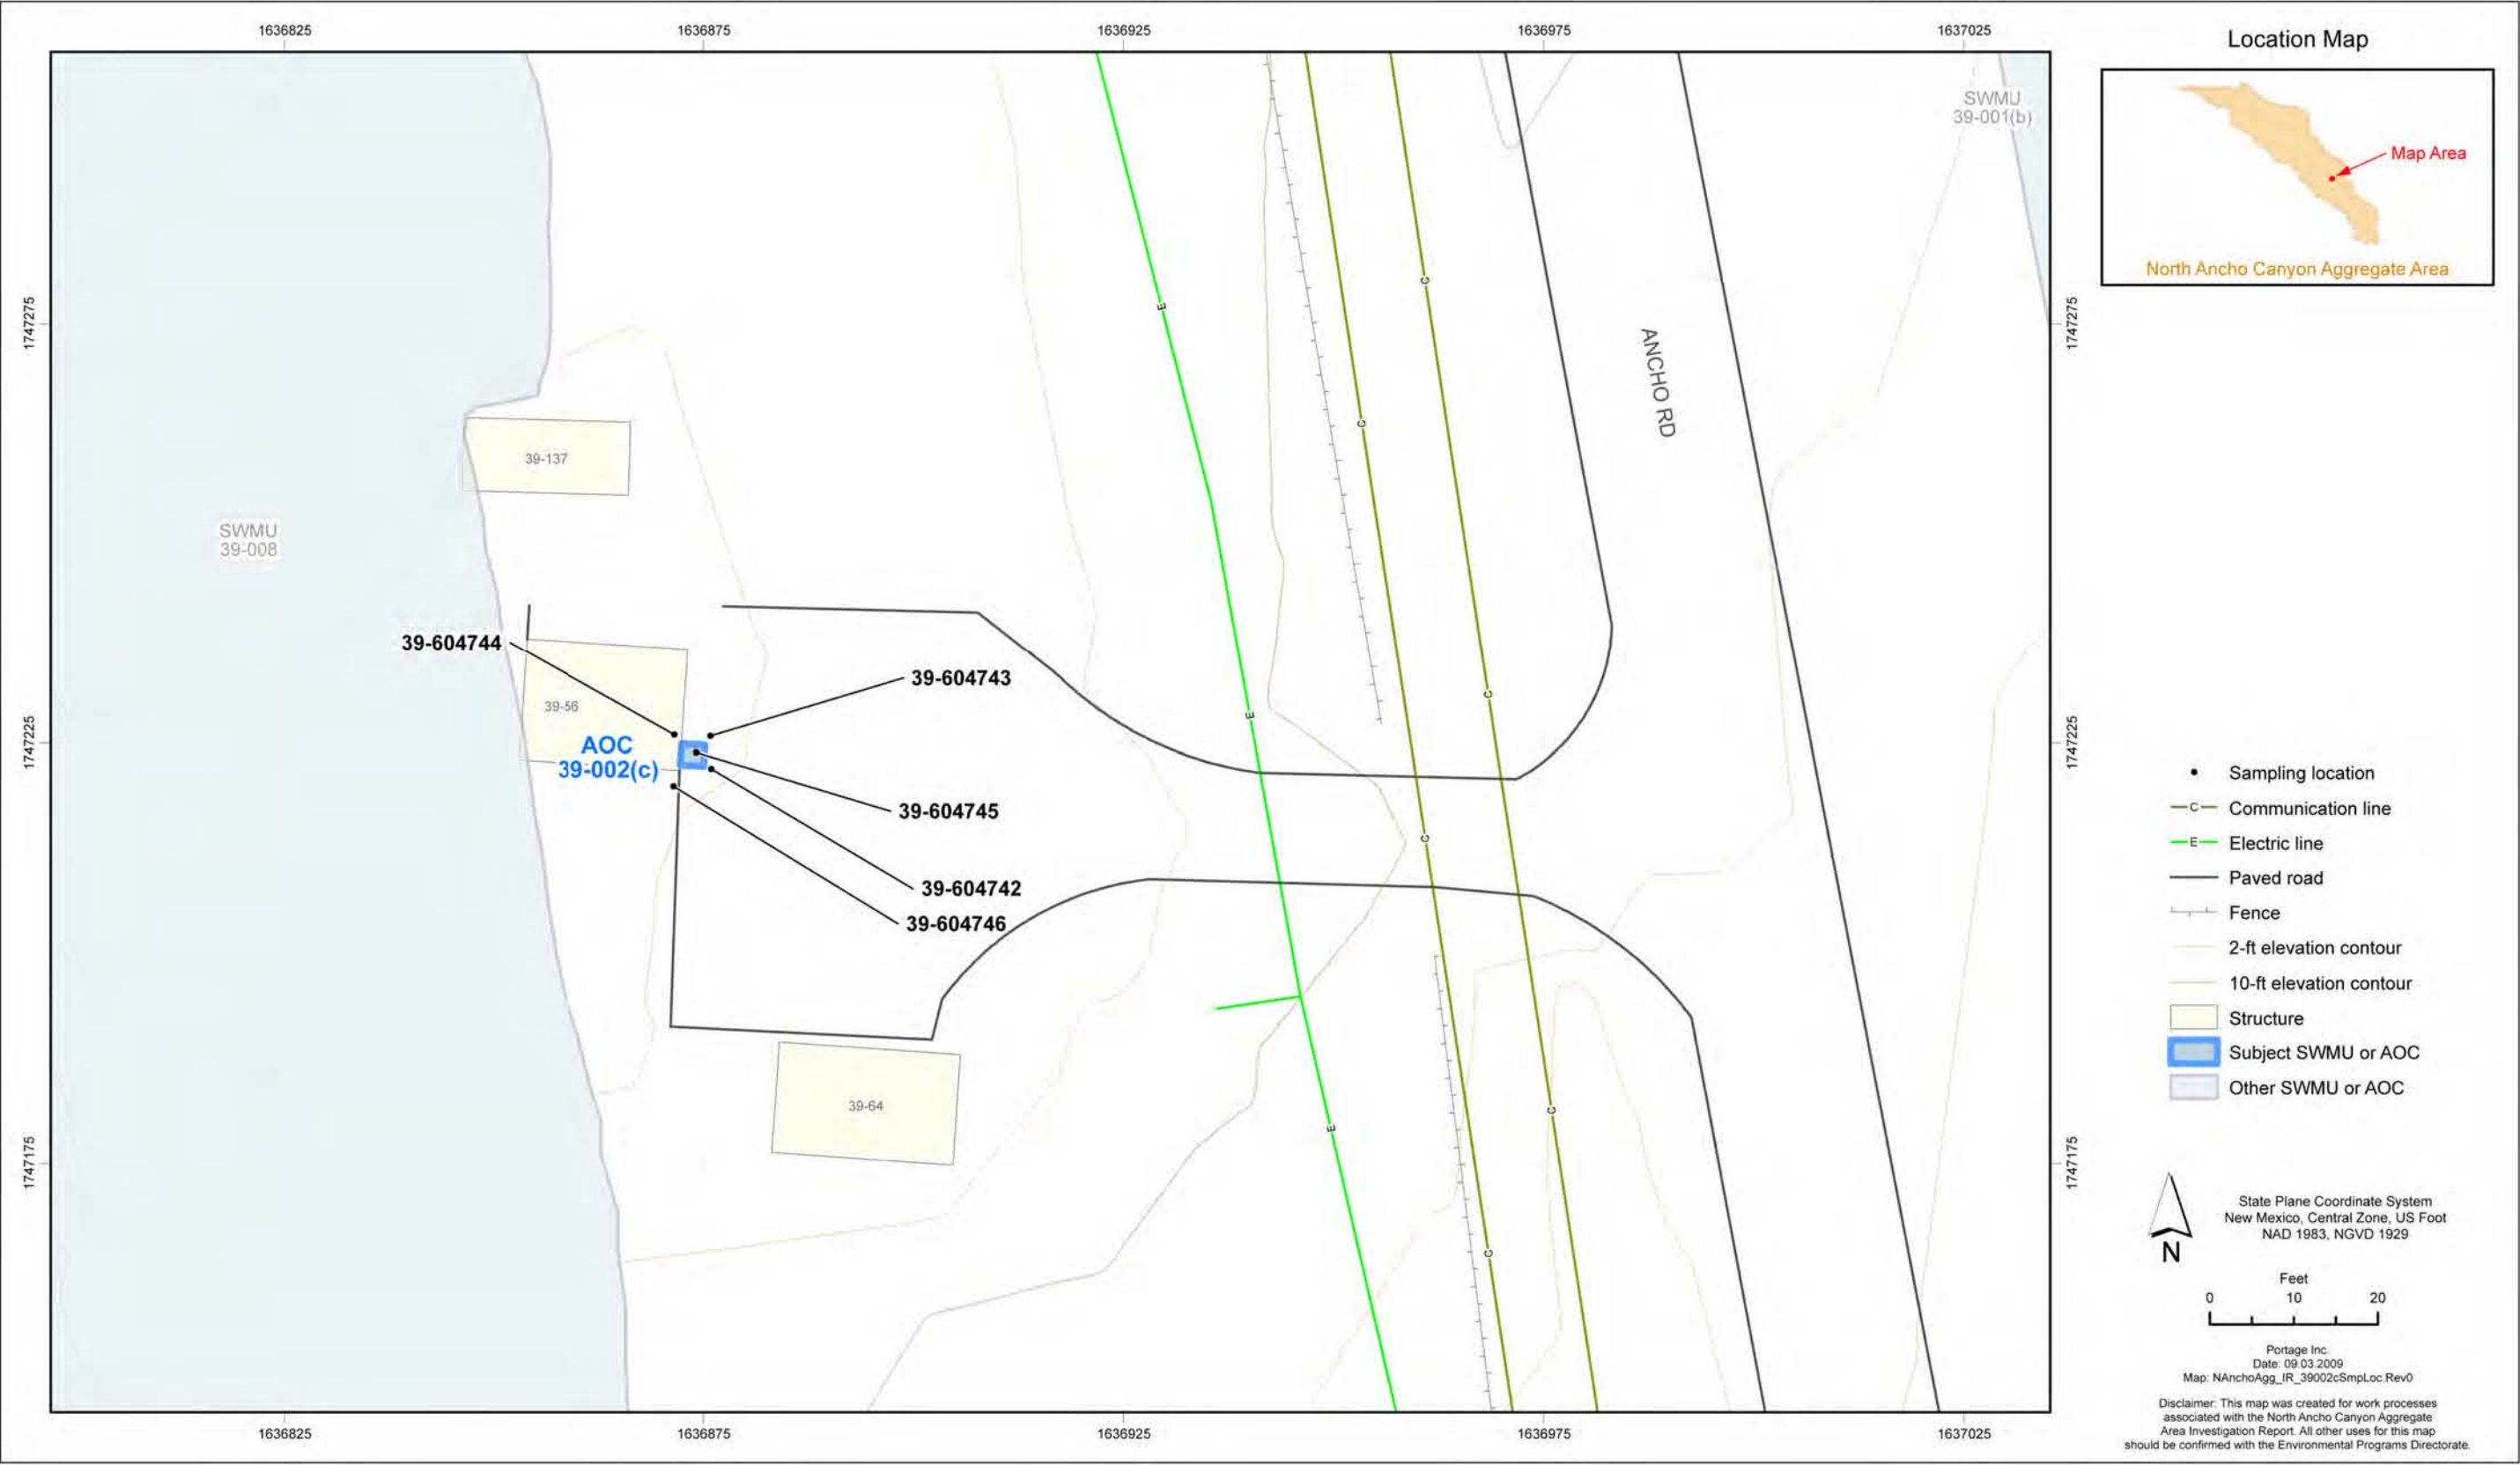 1636825
1636875
1636925
1636975
1637025
Location Map
Map Area
North Ancho Canyon Aggregate Area
SWMU
39-001(b)
1747275
1747275
E
C
C
ANCHO RD
39-137
SWMU
39-008
39-604744
39-604743
39-56
AOC
39-002(c)
39-604745
39-604742
39-604746
1747225
1747225
E
C
C
39-64
E
C
C
1747175
1747175
Sampling location
C
Communication line
E
Electric line
Paved road
Fence
2-ft elevation contour
10-ft elevation contour
Structure
Subject SWMU or AOC
Other SWMU or AOC
N
State Plane Coordinate System
New Mexico, Central Zone, US Foot
NAD 1983, NGVD 1929
Feet
0 10 20
Portage Inc.
Date: 09.03.2009
Map: NAnchoAgg_IR_39002cSmpLoc.Rev0
Disclaimer: This map was created for work processes
associated with the North Ancho Canyon Aggregate
Area Investigation Report. All other uses for this map
should be confirmed with the Environmental Programs Directorate.
1636825
1636875
1636925
1636975
1637025